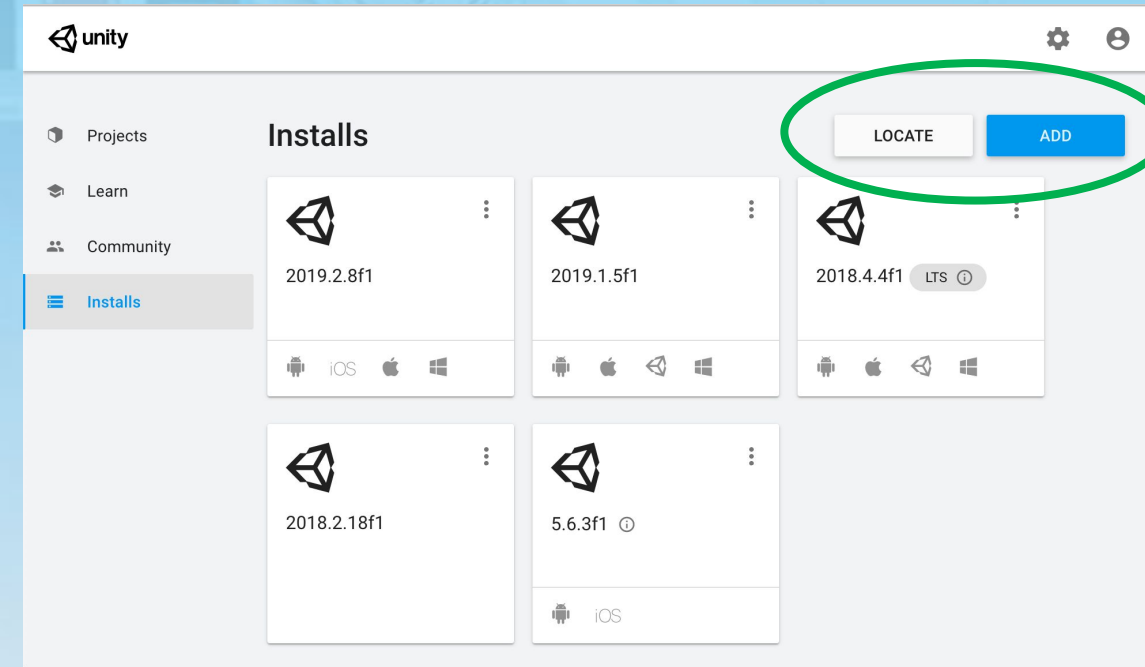 unity
Projects
Learn
Community
Installs
Installs
LOCATE
ADD
2019.2.8f1
2019.1.5f1
2018.4.4f1 LTS
iOS
2018.2.18f1
5.6.3f1
iOS